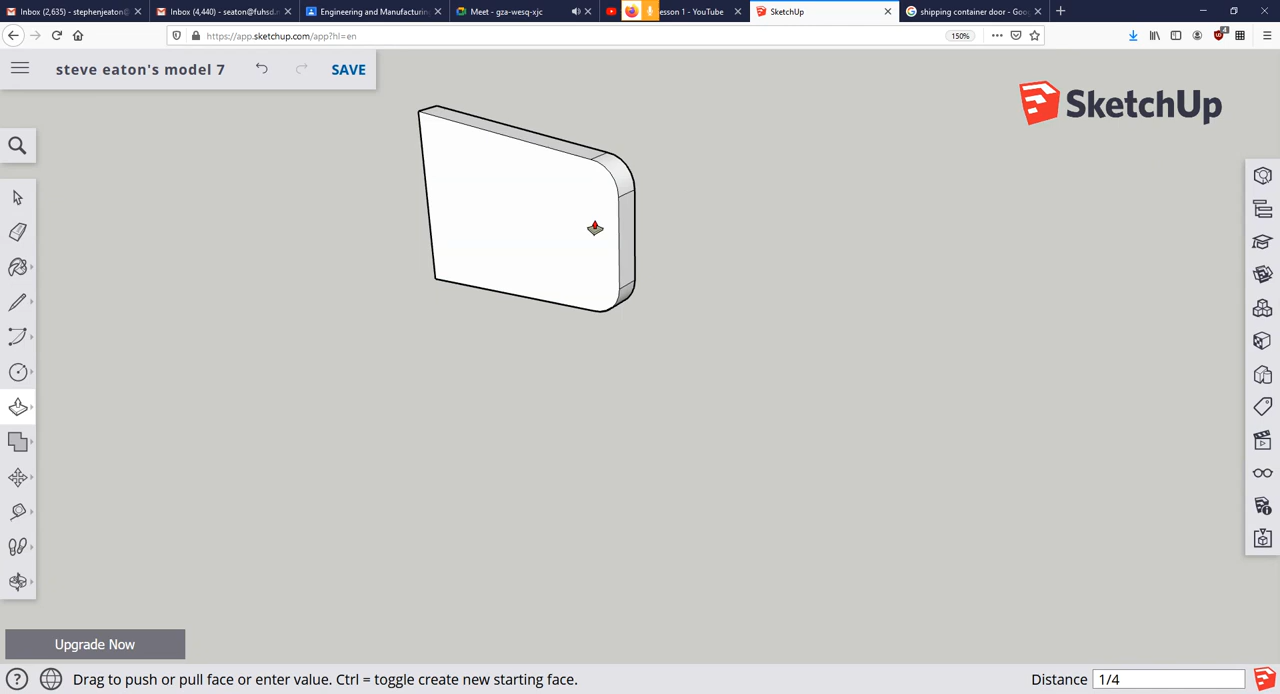 Inbox (2,635) - stephenjeaton@
Inbox (4,440) - seaton@fuhsd.n
Engineering and Manufacturing
Meet - gza-wesq-xjc
esson 1 - YouTube
SketchUp
shipping container door - Goo
https://app.sketchup.com/app?hl=en
150%
4
steve eaton's model 7
SAVE
SketchUp
Upgrade Now
Drag to push or pull face or enter value. Ctrl = toggle create new starting face.
Distance
1/4